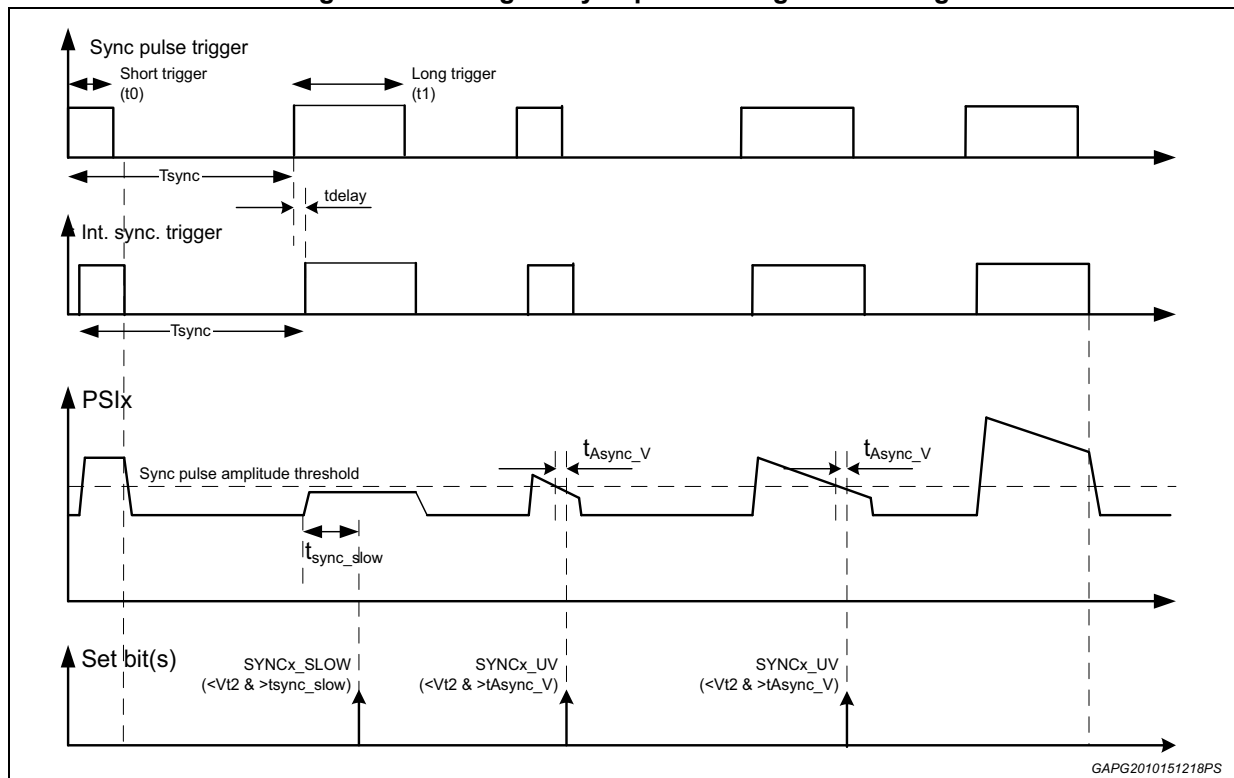 Sync pulse trigger
Short trigger
(t0)
Long trigger
(t1)
Tsync
tdelay
Int. sync. trigger
Tsync
PSIx
Sync pulse amplitude threshold
tAsync_V
tAsync_V
tsync_slow
Set bit(s)
SYNCx_SLOW
(<Vt2 & >tsync_slow)
SYNCx_UV
(<Vt2 & >tAsync_V)
SYNCx_UV
(<Vt2 & >tAsync_V)
GAPG2010151218PS